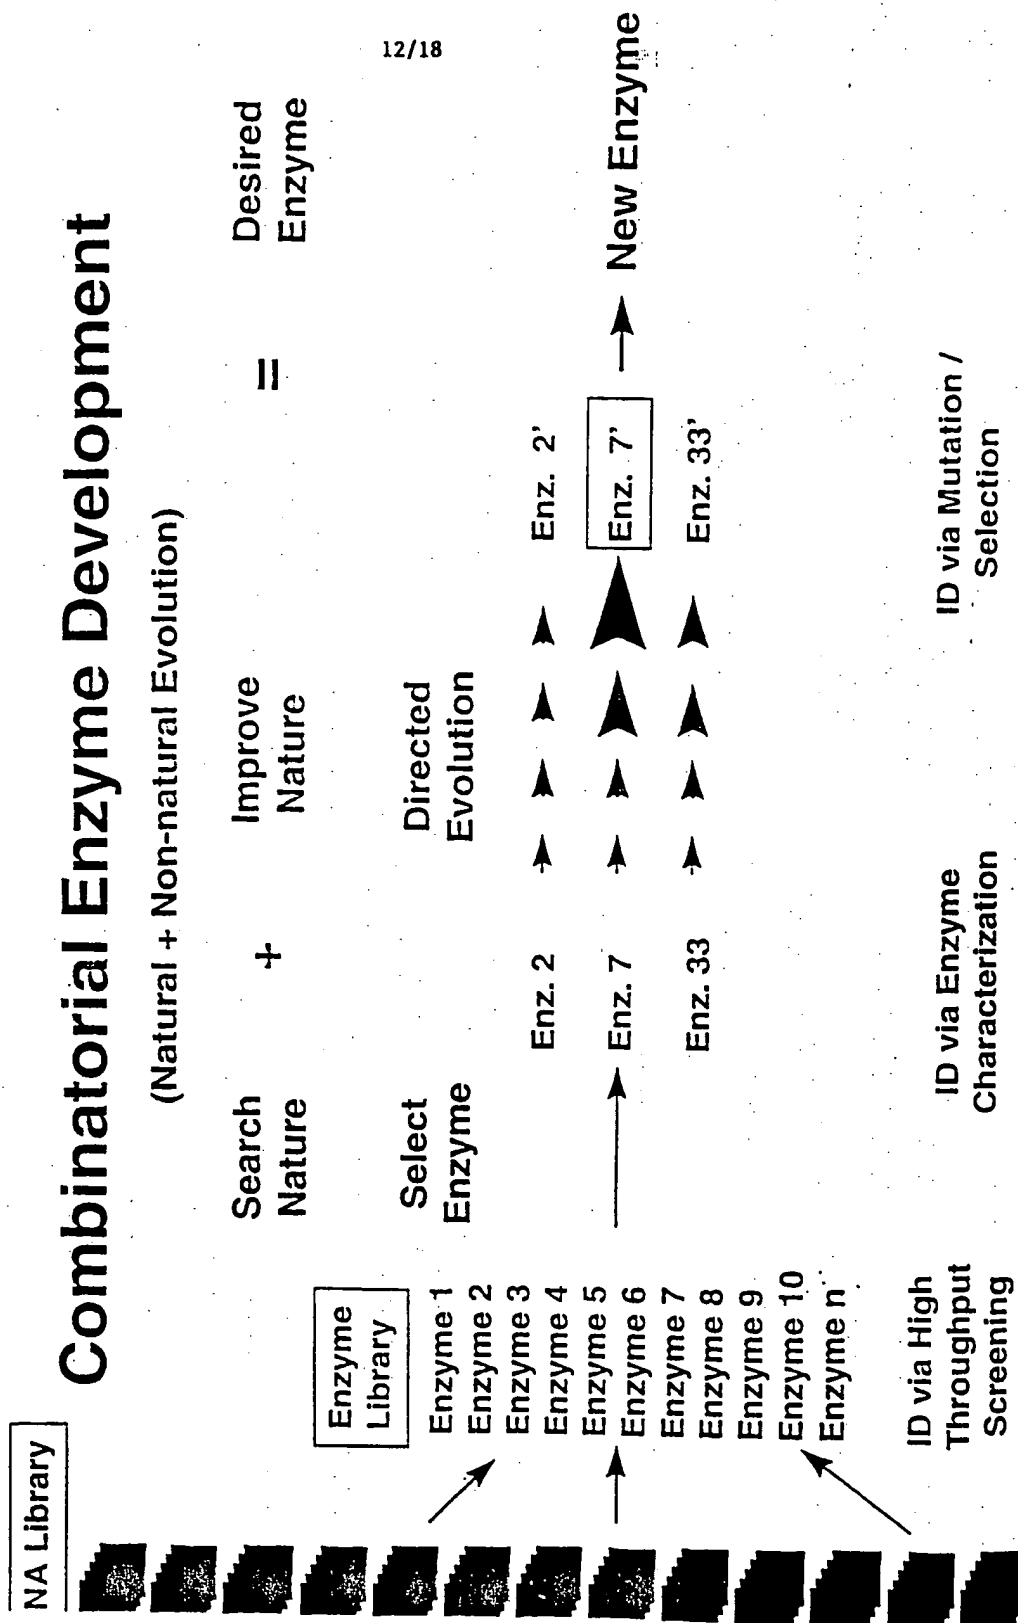 12/18
NA Library
Combinatorial Enzyme Development
(Natural + Non-natural Evolution)
Search
Nature
+
Improve
Nature
=
Desired
Enzyme
Enzyme
Library
Select
Enzyme
Directed
Evolution
Enzyme 1
Enzyme 2
Enzyme 3
Enzyme 4
Enzyme 5
Enzyme 6
Enzyme 7
Enzyme 8
Enzyme 9
Enzyme 10
Enzyme n
Enz. 2
Enz. 2'
Enz. 7
Enz. 7'
New Enzyme
Enz. 33
Enz. 33'
ID via High
Throughput
Screening
ID via Enzyme
Characterization
ID via Mutation /
Selection